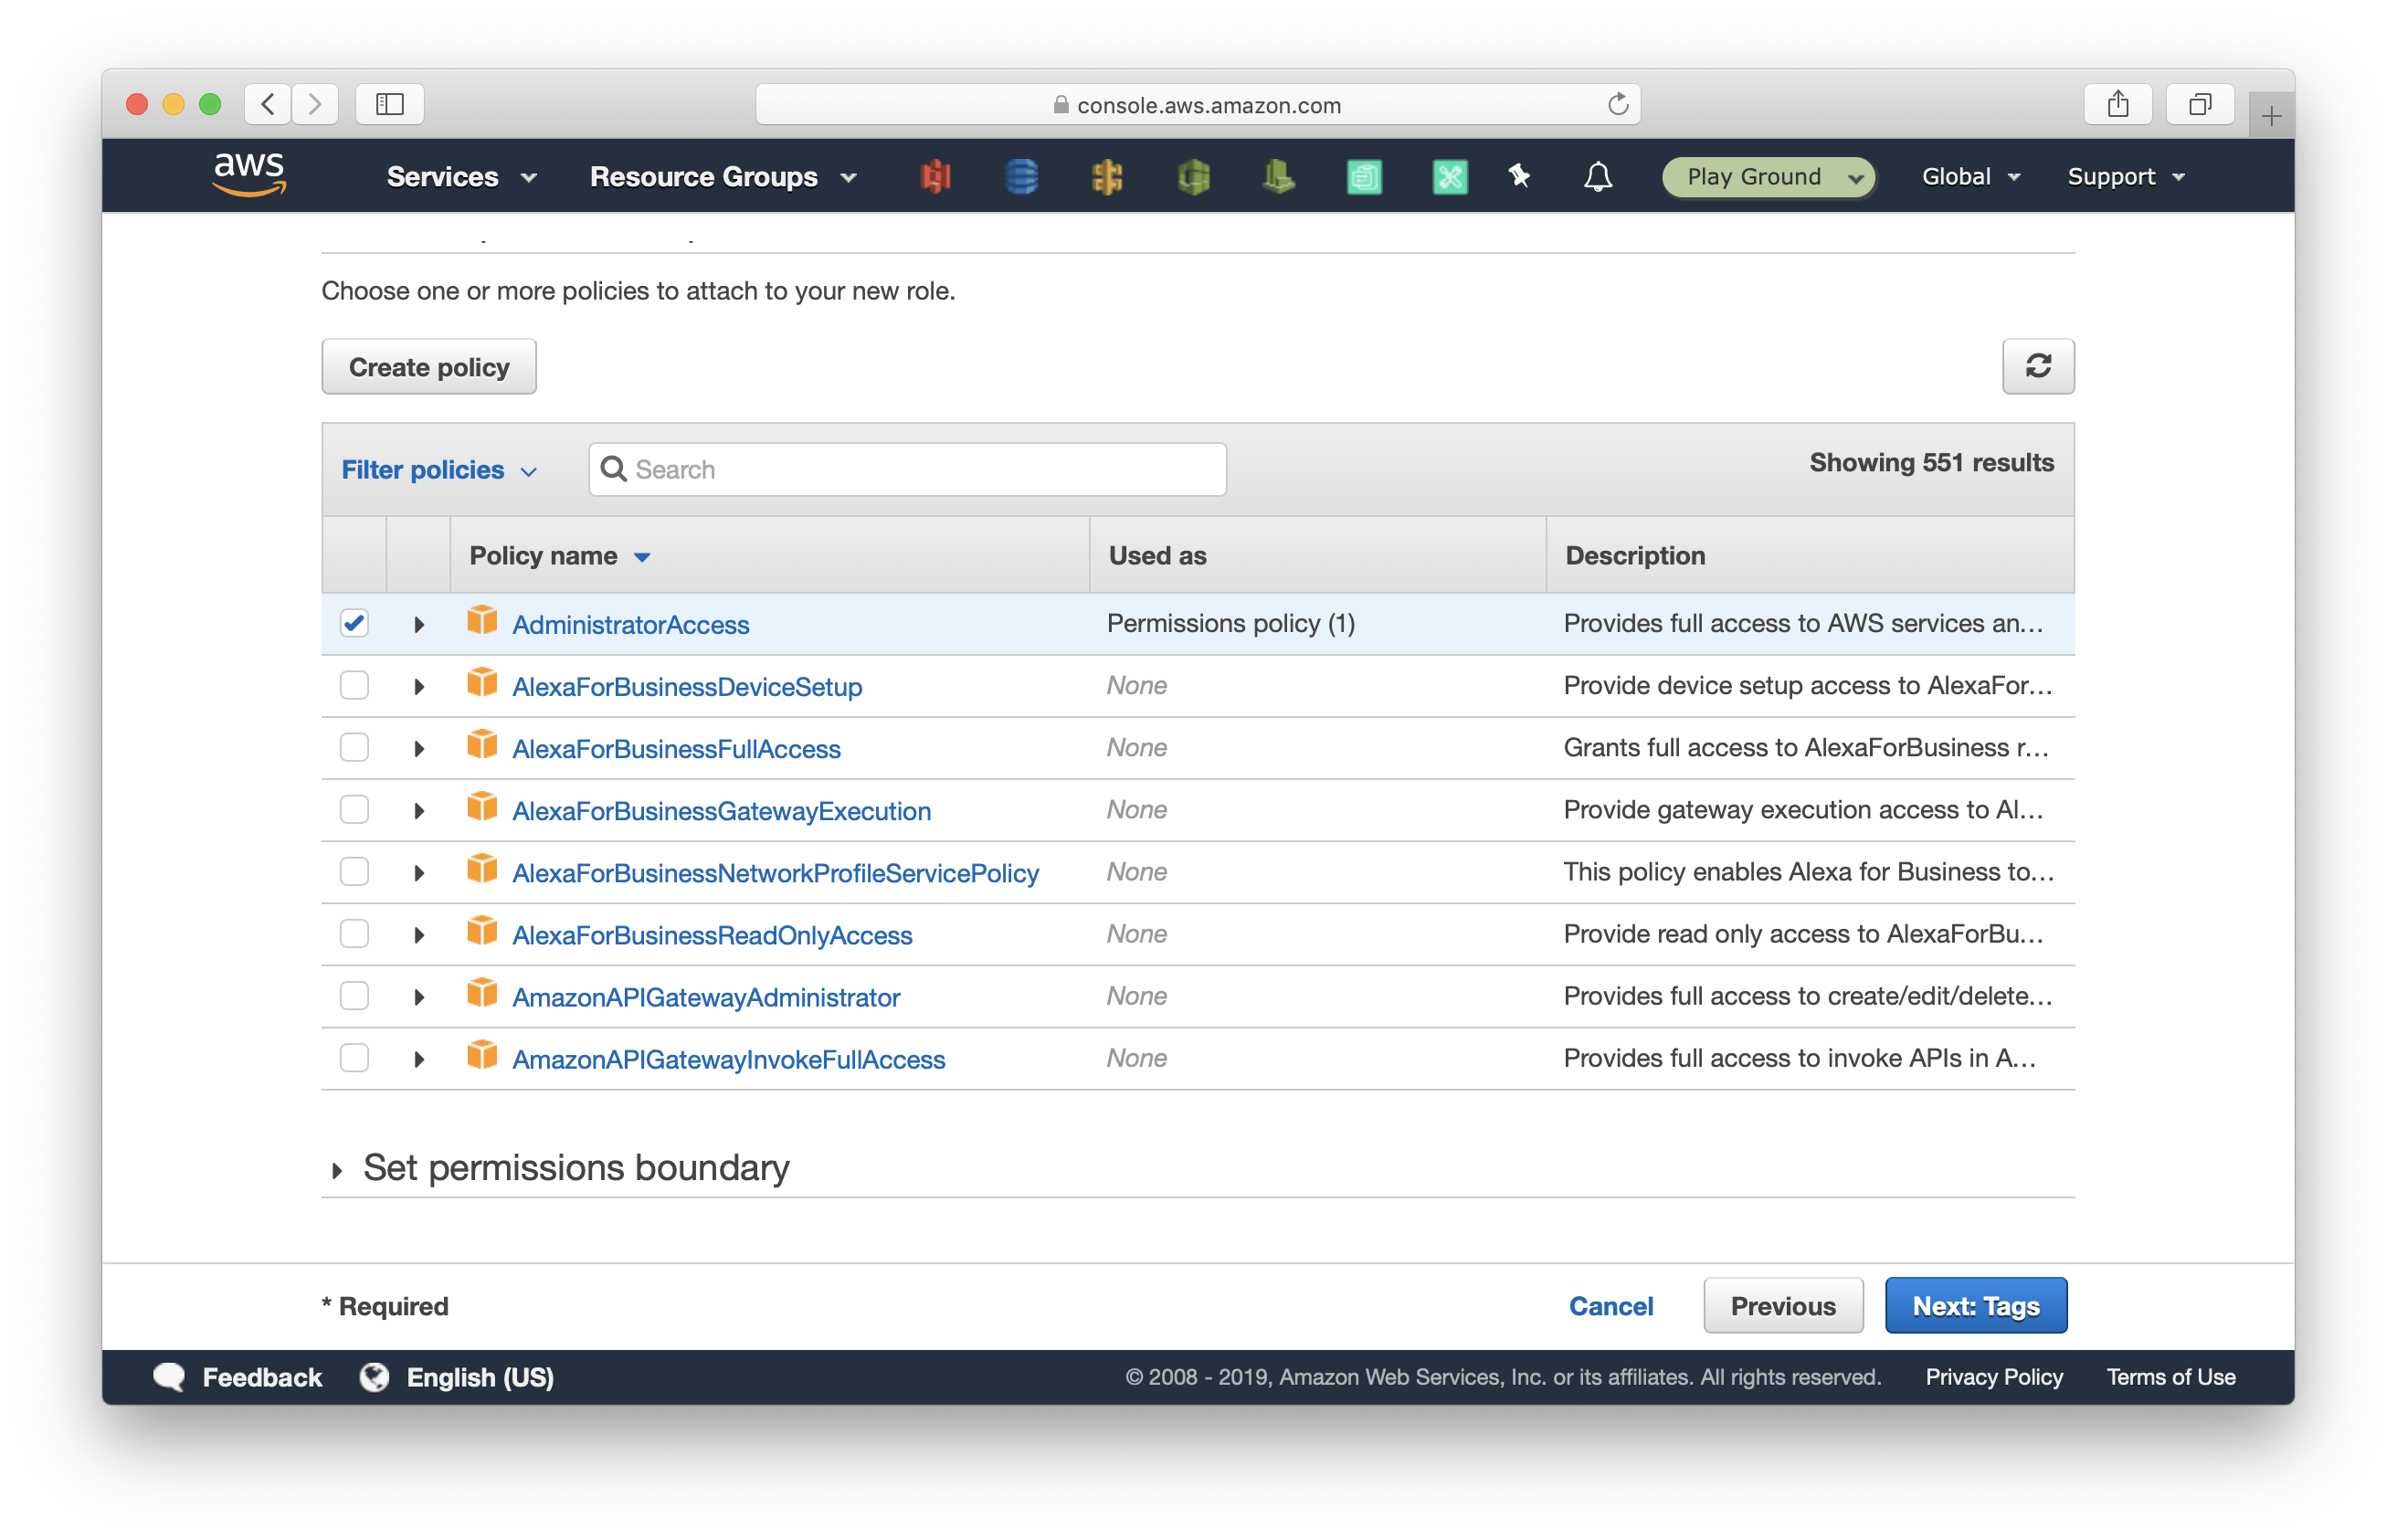 console.aws.amazon.com
aws Services Resource Groups Play Ground Global Support
Choose one or more policies to attach to your new role.
Create policy
Filter policies Search Showing 551 results
Policy name Used as Description
AdministratorAccess Permissions policy (1) Provides full access to AWS services an...
AlexaForBusinessDeviceSetup None Provide device setup access to AlexaFor...
AlexaForBusinessFullAccess None Grants full access to AlexaForBusiness r...
AlexaForBusinessGatewayExecution None Provide gateway execution access to Al...
AlexaForBusinessNetworkProfileServicePolicy None This policy enables Alexa for Business to...
AlexaForBusinessReadOnlyAccess None Provide read only access to AlexaForBu...
AmazonAPIGatewayAdministrator None Provides full access to create/edit/delete...
AmazonAPIGatewayInvokeFullAccess None Provides full access to invoke APIs in A...
Set permissions boundary
* Required Cancel Previous Next: Tags
Feedback English (US) © 2008 - 2019, Amazon Web Services, Inc. or its affiliates. All rights reserved. Privacy Policy Terms of Use